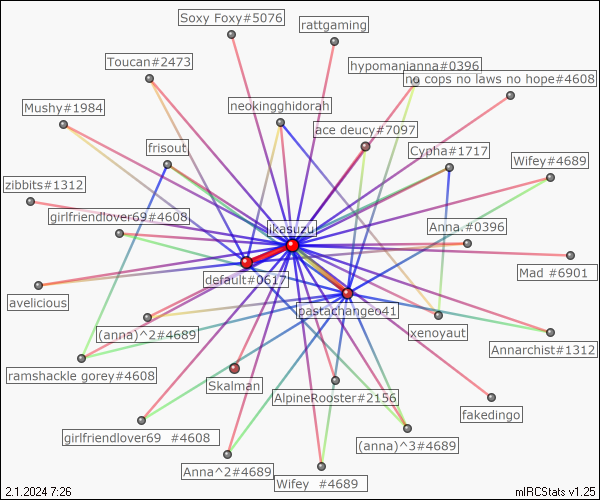 Soxy Foxy#5076
rattgaming
Toucan#2473
hypomanianna#0396
no cops no laws no hope#4608
Mushy#1984
neokingghidorah
ace deucy#7097
frisout
Cypha#1717
Wifey#4689
zibbits#1312
girlfriendlover69#4608
ikasuzu
Anna.#0396
default#0617
Mad #6901
avelicious
pastachangeo41
(anna)^2#4689
xenoyaut
Annarchist#1312
ramshackle gorey#4608
Skalman
AlpineRooster#2156
fakedingo
girlfriendlover69 #4608
(anna)^3#4689
Anna^2#4689
Wifey #4689
2.1.2024 7:26
mIRCStats v1.25